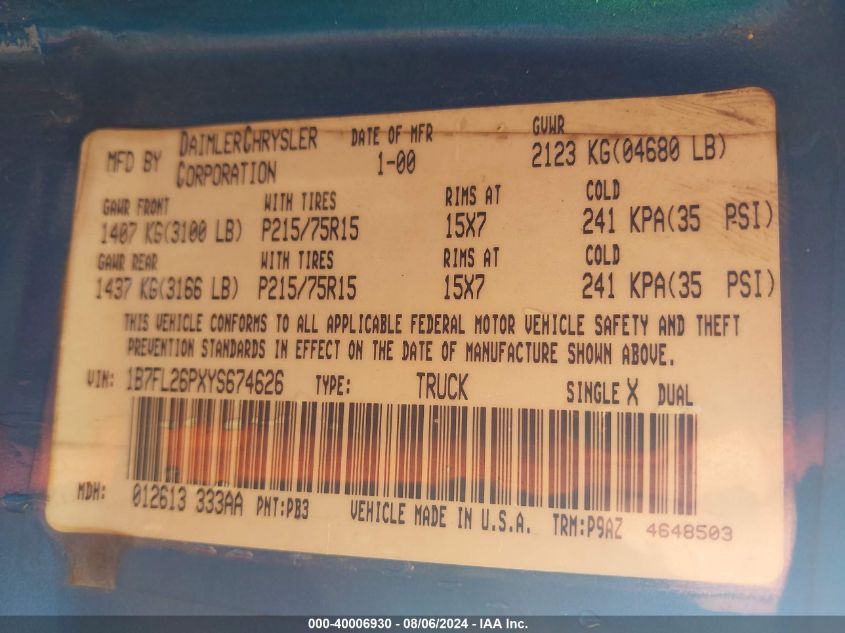 MFD BY DAIMLERCHRYSLER CORPORATION DATE OF MFR 1-00 GVWR 2123 KG(04680 LB)
GAWR FRONT WITH TIRES RIMS AT COLD
1407 KG(3100 LB) P215/75R15 15X7 241 KPA(35 PSI)
GAWR REAR WITH TIRES RIMS AT COLD
1437 KG(3166 LB) P215/75R15 15X7 241 KPA(35 PSI)
THIS VEHICLE CONFORMS TO ALL APPLICABLE FEDERAL MOTOR VEHICLE SAFETY AND THEFT
PREVENTION STANDARDS IN EFFECT ON THE DATE OF MANUFACTURE SHOWN ABOVE.
VIN: 1B7FL26PXYS674626 TYPE: TRUCK SINGLE X DUAL
MDH: 012613 333AA PNT:PB3 VEHICLE MADE IN U.S.A. TRM:P9AZ 4648503
000-40006930 - 08/06/2024 - IAA Inc.